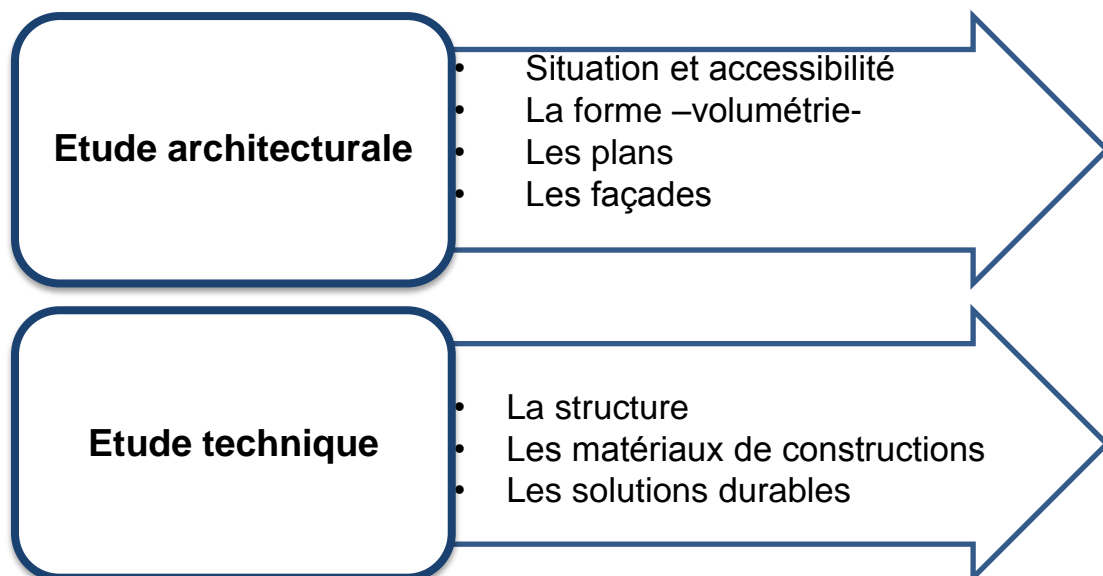 Etude architecturale
• Situation et accessibilité
• La forme –volumétrie-
• Les plans
• Les façades
Etude technique
• La structure
• Les matériaux de constructions
• Les solutions durables